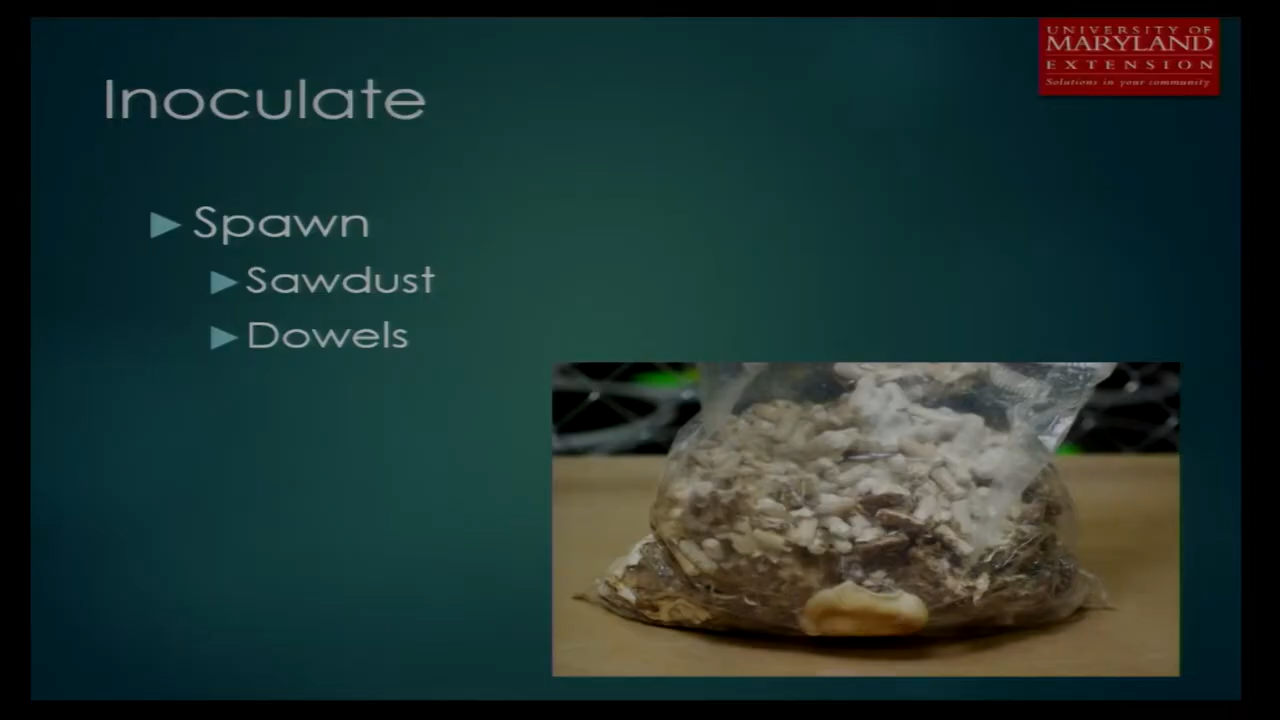 UNIVERSITY OF
MARYLAND
EXTENSION
Solutions in your community
Inoculate
Spawn
Sawdust
Dowels